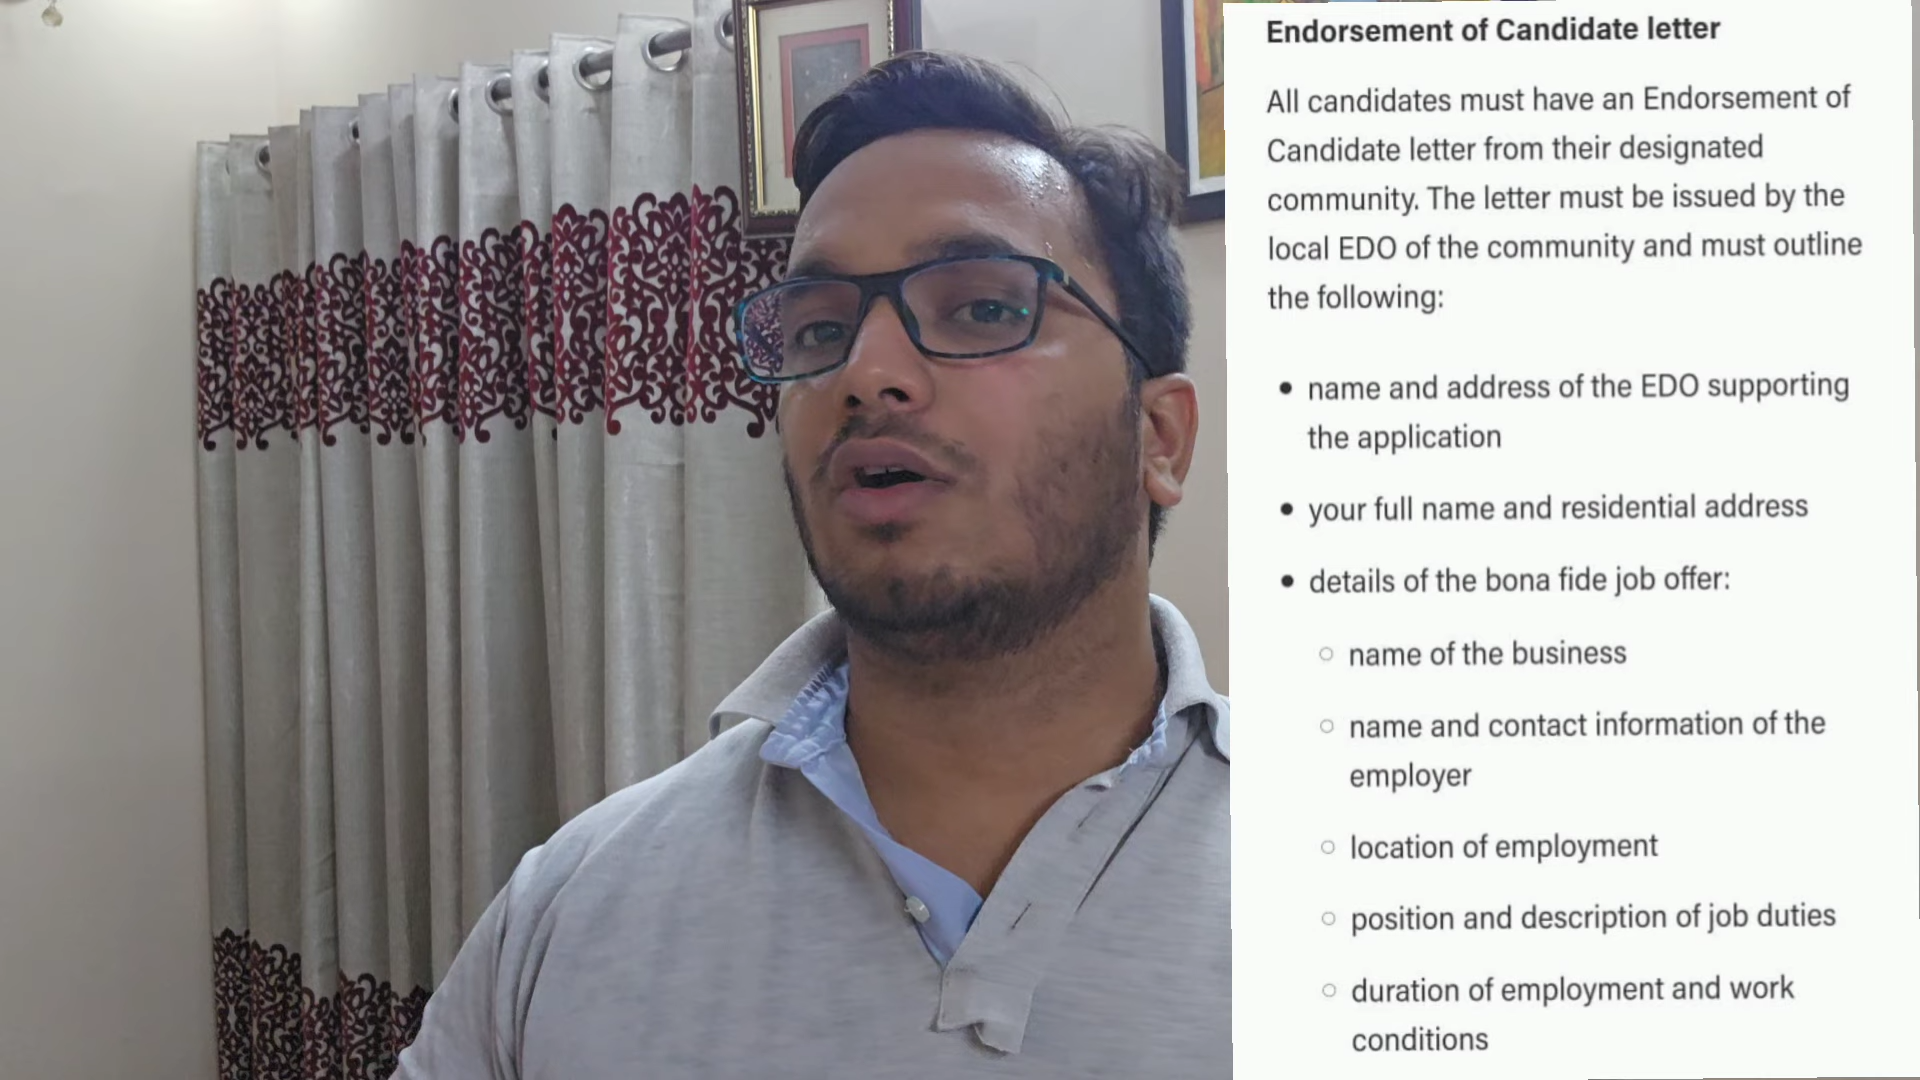 Endorsement of Candidate letter
All candidates must have an Endorsement of
Candidate letter from their designated
community. The letter must be issued by the
local EDO of the community and must outline
the following:
• name and address of the EDO supporting
the application
• your full name and residential address
• details of the bona fide job offer:
○ name of the business
○ name and contact information of the
employer
○ location of employment
○ position and description of job duties
○ duration of employment and work
conditions